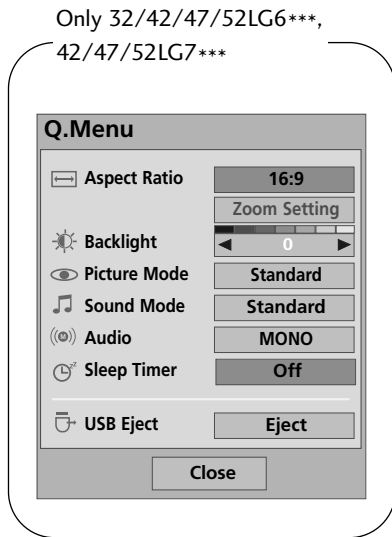 Only 32/42/47/52LG6***,
42/47/52LG7***
Q.Menu
Aspect Ratio 16:9
Zoom Setting
Backlight ◀ 0 ▶
Picture Mode Standard
Sound Mode Standard
Audio MONO
Sleep Timer Off
USB Eject Eject
Close